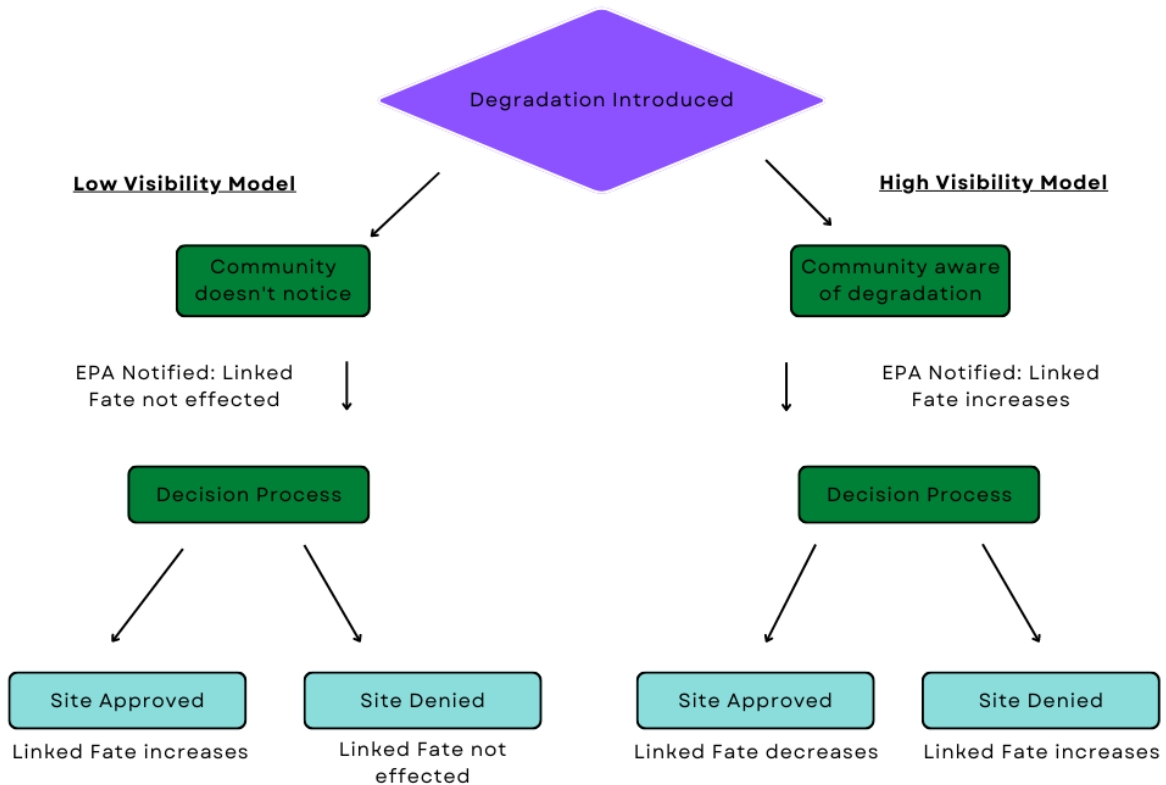 Degradation Introduced
Low Visibility Model
High Visibility Model
Community
doesn't notice
Community aware
of degradation
EPA Notified: Linked
Fate not effected
EPA Notified: Linked
Fate increases
Decision Process
Decision Process
Site Approved
Site Denied
Site Approved
Site Denied
Linked Fate increases
Linked Fate not
effected
Linked Fate decreases
Linked Fate increases